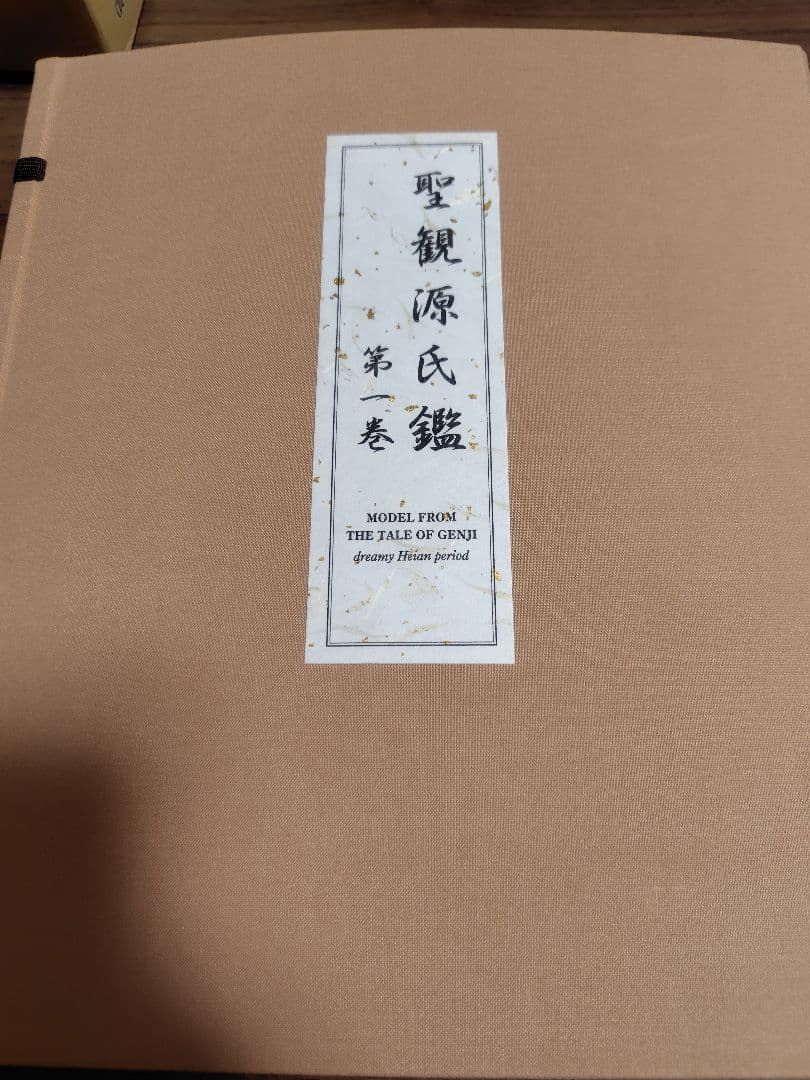 聖観源氏鑑
第一巻
MODEL FROM
THE TALE OF GENJI
dreamy Heian period